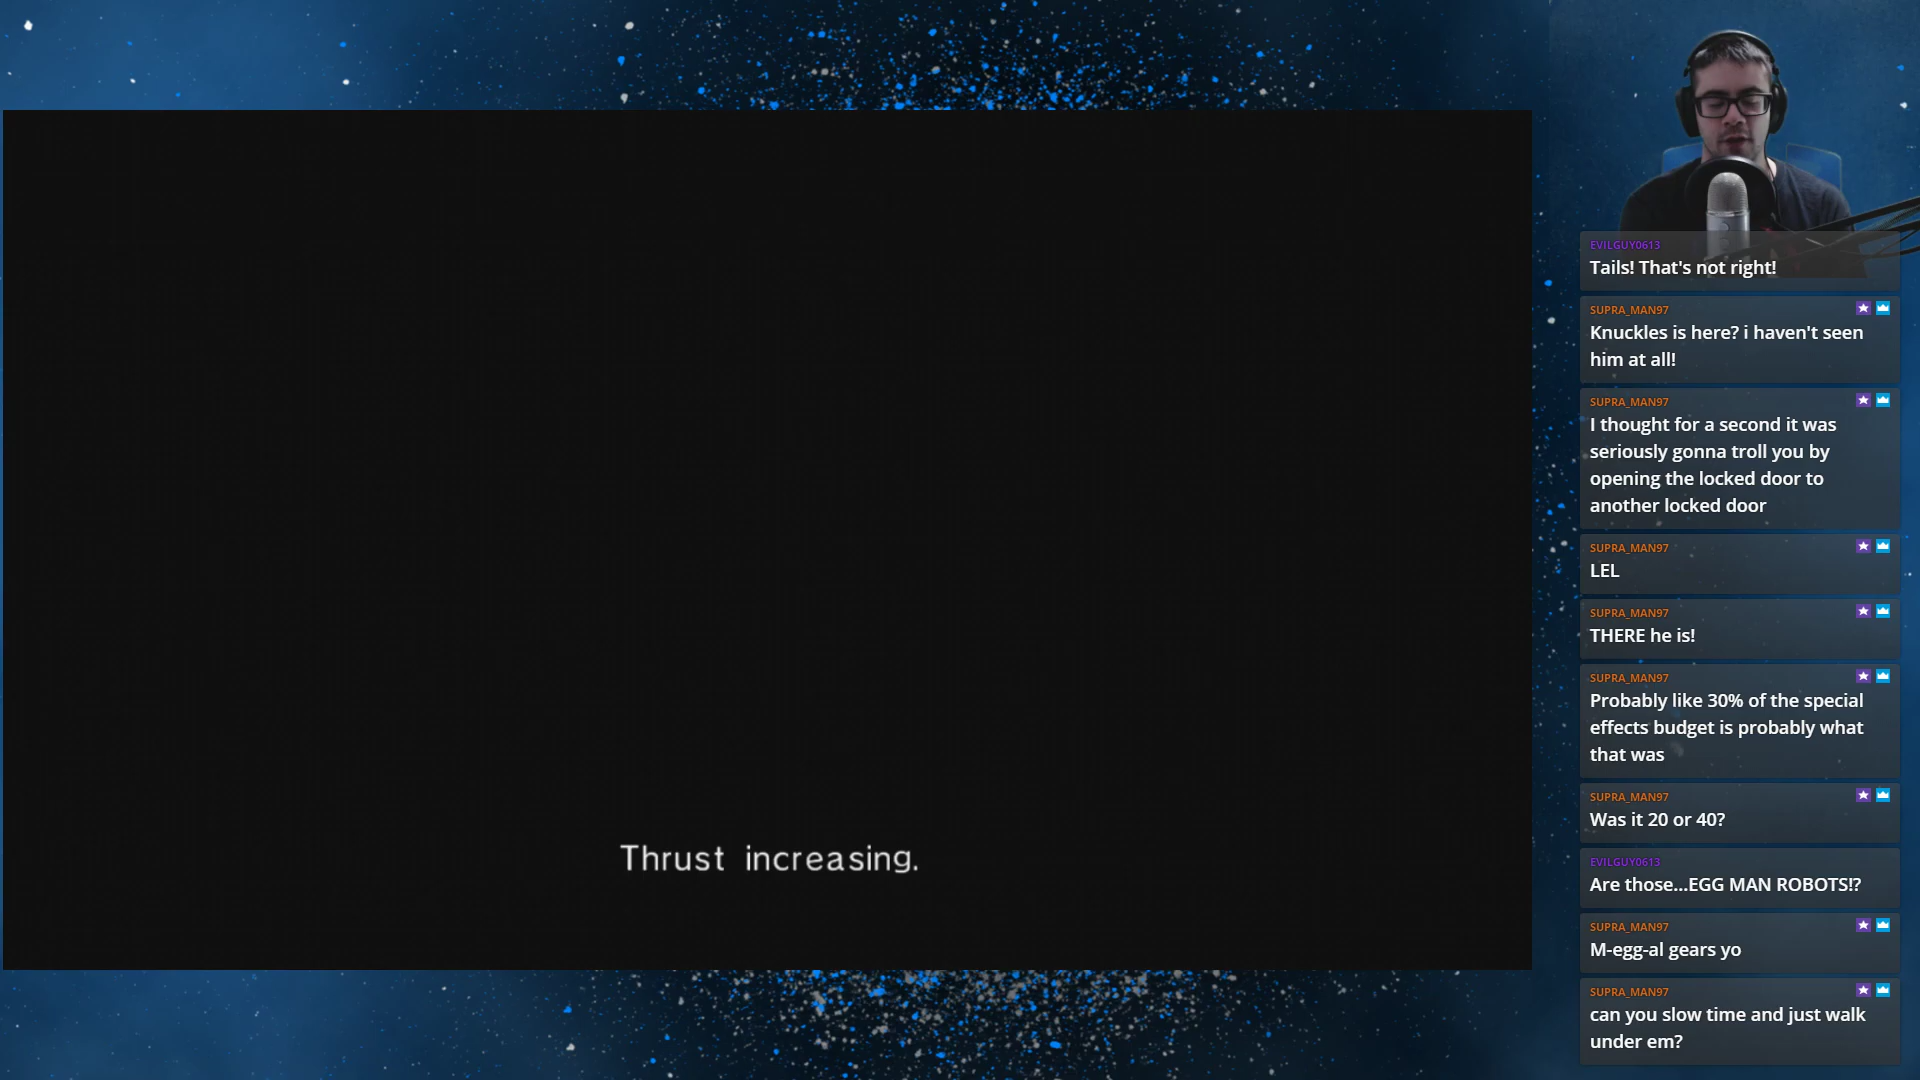 Thrust increasing.
EVILGUY0613
Tails! That's not right!
SUPRA_MAN97
Knuckles is here? i haven't seen
him at all!
SUPRA_MAN97
I thought for a second it was
seriously gonna troll you by
opening the locked door to
another locked door
SUPRA_MAN97
LEL
SUPRA_MAN97
THERE he is!
SUPRA_MAN97
Probably like 30% of the special
effects budget is probably what
that was
SUPRA_MAN97
Was it 20 or 40?
EVILGUY0613
Are those...EGG MAN ROBOTS!?
SUPRA_MAN97
M-egg-al gears yo
SUPRA_MAN97
can you slow time and just walk
under em?